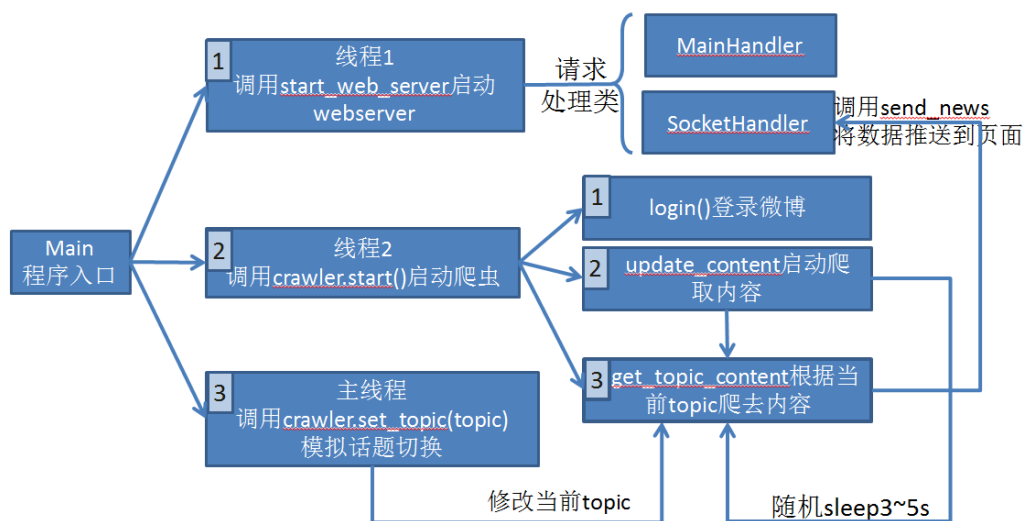 1
线程1
调用start_web_server启动
webserver
请求
处理类
MainHandler
SocketHandler
调用send_news
将数据推送到页面
Main
程序入口
2
线程2
调用crawler.start()启动爬虫
1
login()登录微博
2
update_content启动爬
取内容
3
get_topic_content根据当
前topic爬去内容
3
主线程
调用crawler.set_topic(topic)
模拟话题切换
修改当前topic
随机sleep3~5s